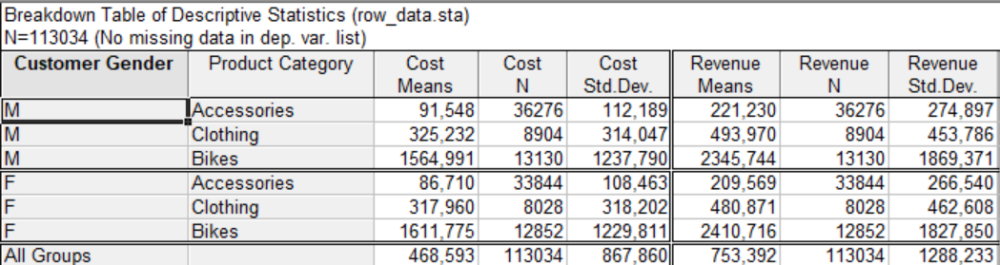 Breakdown Table of Descriptive Statistics (row_data.sta)
N=113034 (No missing data in dep. var. list)
Customer Gender Product Category Cost Means Cost N Cost Std.Dev. Revenue Means Revenue N Revenue Std.Dev.
M Accessories 91,548 36276 112,189 221,230 36276 274,897
M Clothing 325,232 8904 314,047 493,970 8904 453,786
M Bikes 1564,991 13130 1237,790 2345,744 13130 1869,371
F Accessories 86,710 33844 108,463 209,569 33844 266,540
F Clothing 317,960 8028 318,202 480,871 8028 462,608
F Bikes 1611,775 12852 1229,811 2410,716 12852 1827,850
All Groups 468,593 113034 867,860 753,392 113034 1288,233